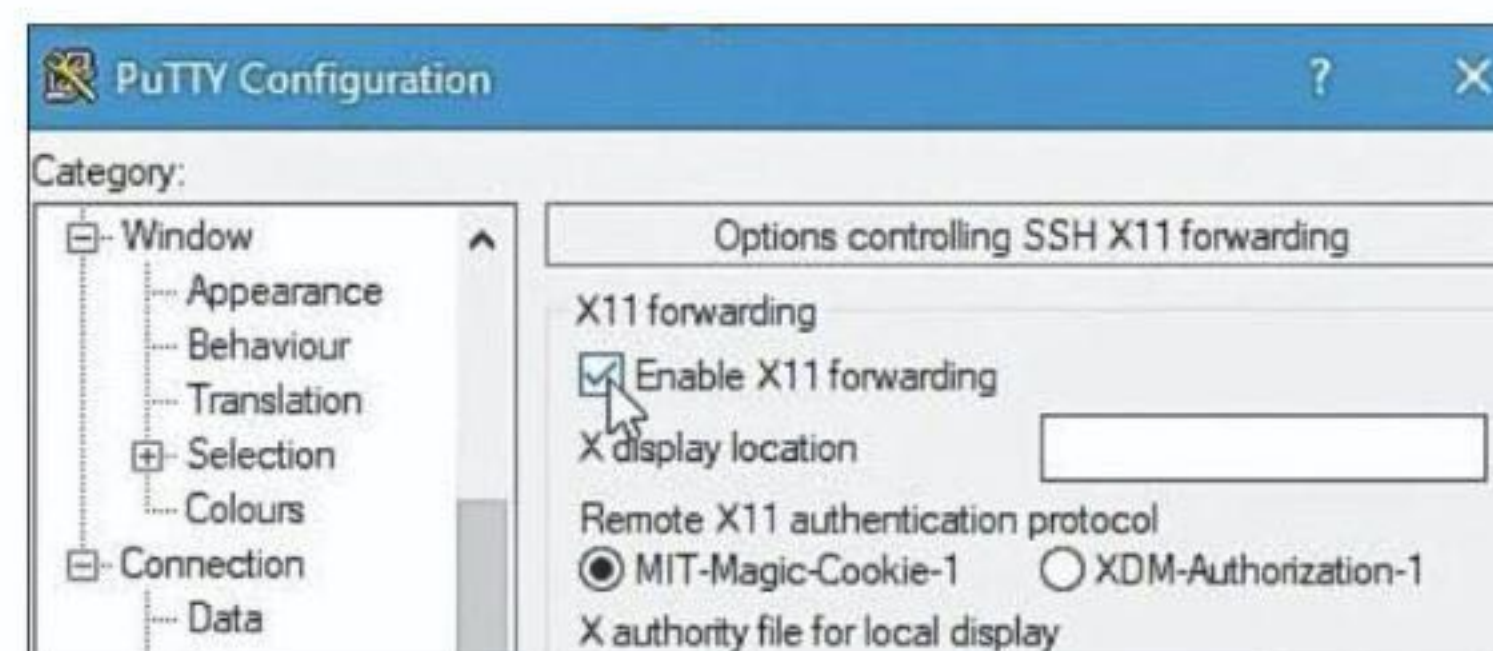 PuTTY Configuration
Category:
Window
Appearance
Behaviour
Translation
Selection
Colours
Connection
Data
Options controlling SSH X11 forwarding
X11 forwarding
Enable X11 forwarding
X display location
Remote X11 authentication protocol
MIT-Magic-Cookie-1 XDM-Authorization-1
X authority file for local display